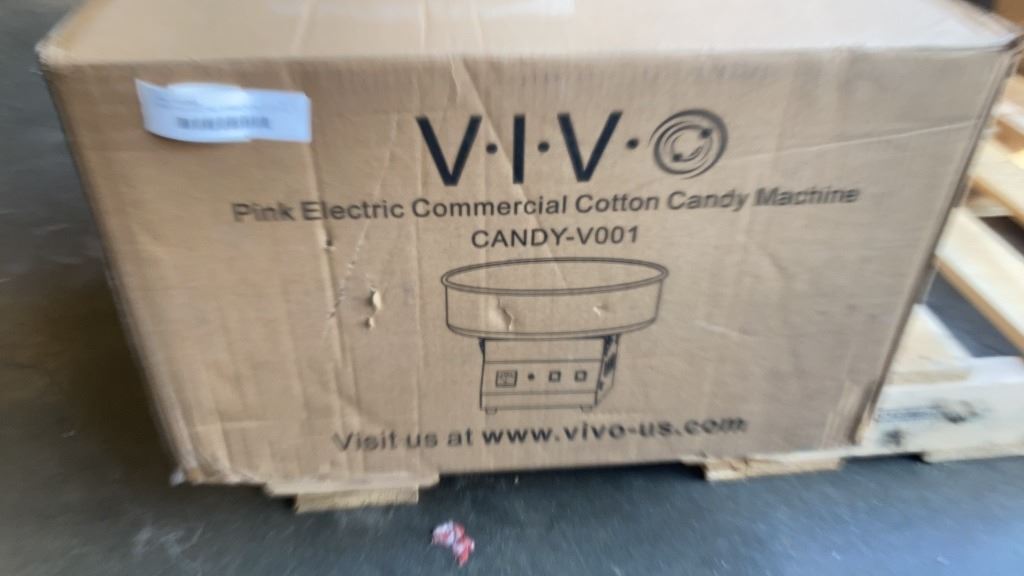 V·I·V·O
Pink Electric Commercial Cotton Candy Machine
CANDY-V001
Visit us at www.vivo-us.com